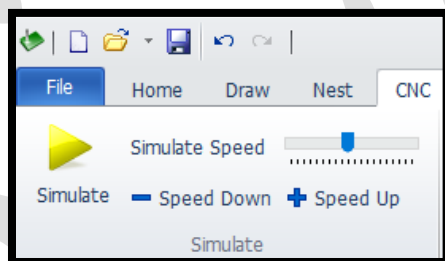 File Home Draw Nest CNC
Simulate Speed
Simulate Speed Down Speed Up
Simulate